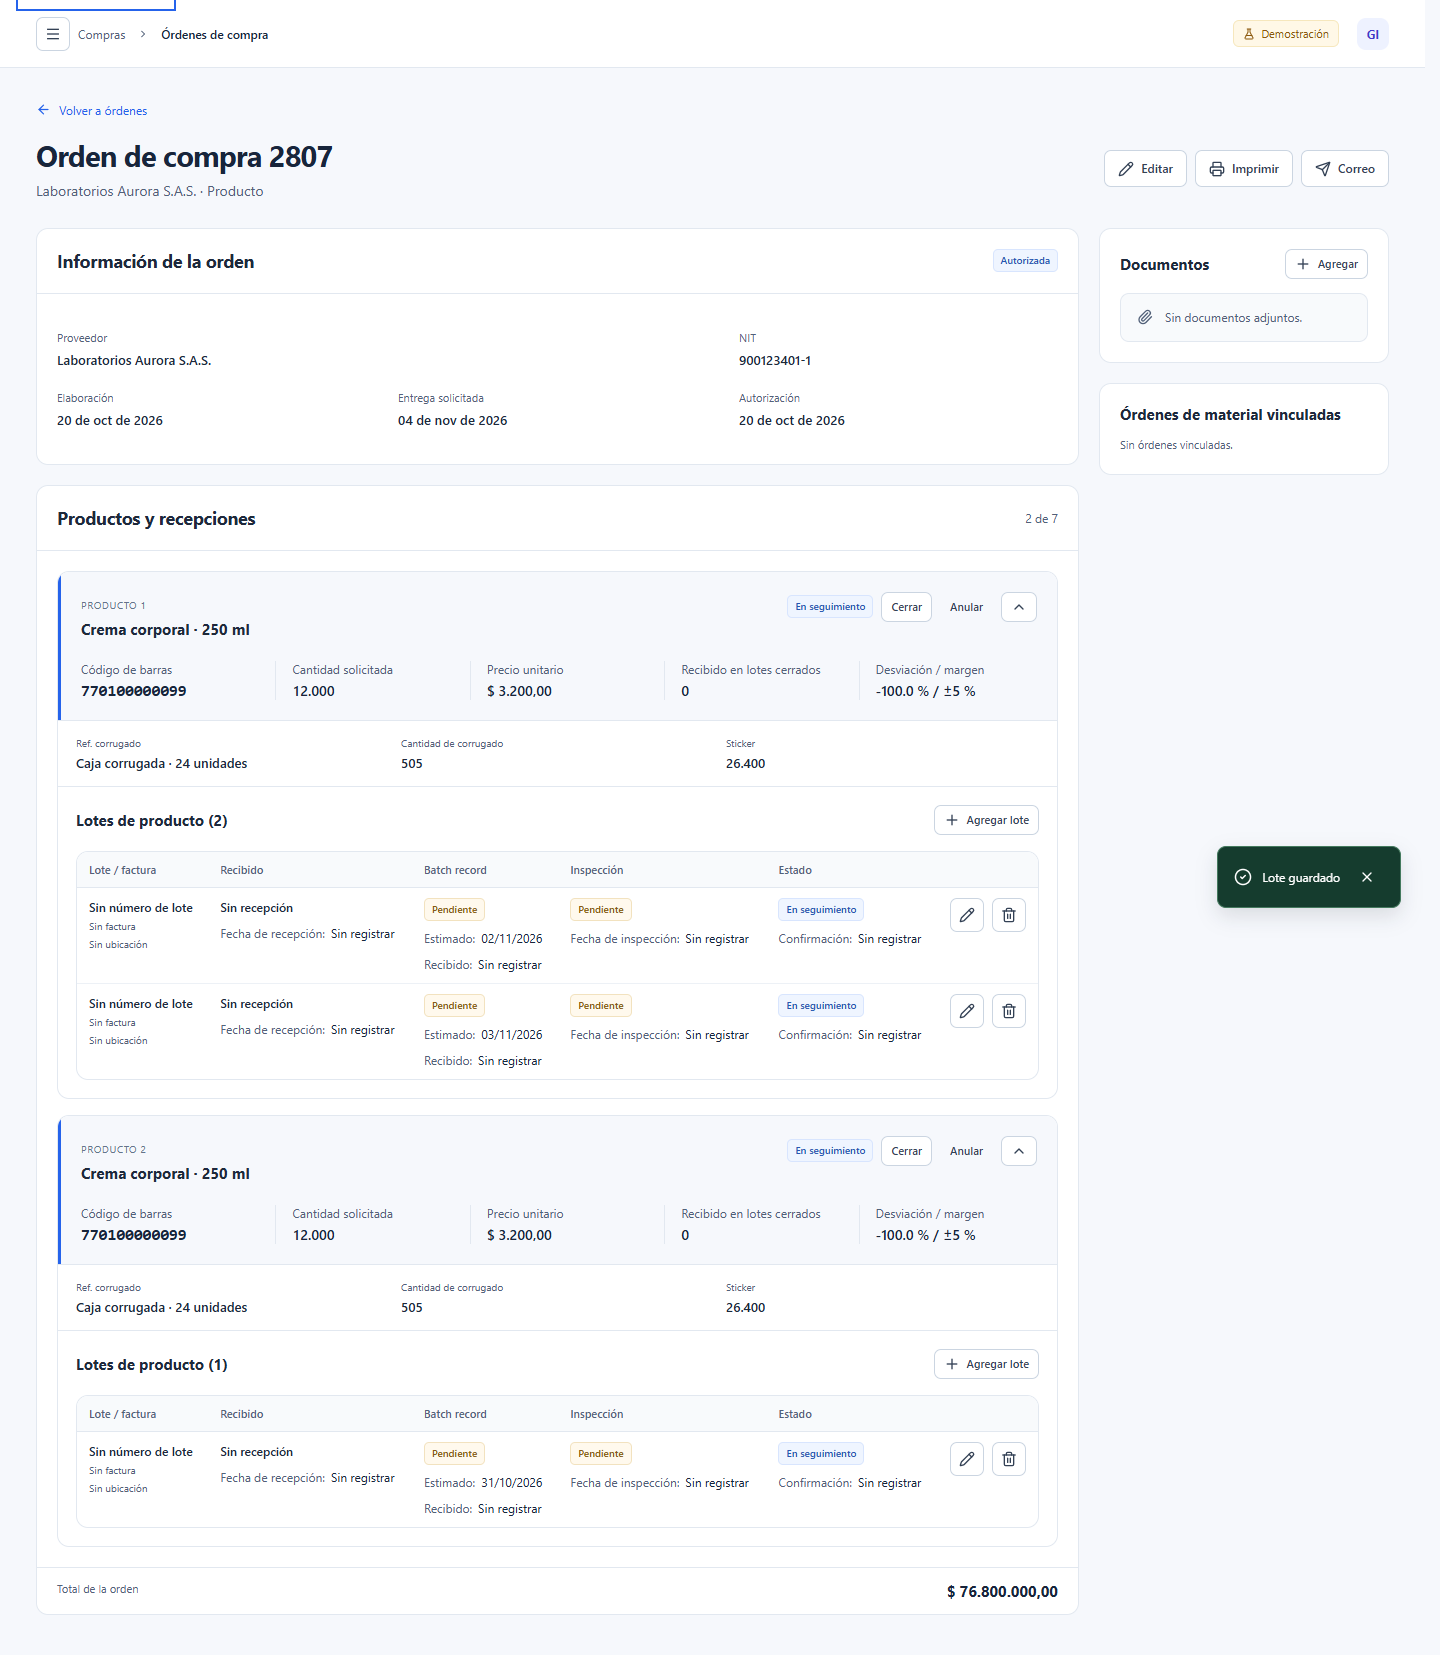 Compras
Órdenes de compra
Demostración
GI
Volver a órdenes
Orden de compra 2807
Laboratorios Aurora S.A.S. · Producto
Editar
Imprimir
Correo
Información de la orden
Autorizada
Proveedor
Laboratorios Aurora S.A.S.
NIT
900123401-1
Elaboración
20 de oct de 2026
Entrega solicitada
04 de nov de 2026
Autorización
20 de oct de 2026
Documentos
Agregar
Sin documentos adjuntos.
Órdenes de material vinculadas
Sin órdenes vinculadas.
Productos y recepciones
2 de 7
PRODUCTO 1
Crema corporal · 250 ml
En seguimiento
Cerrar
Anular
Código de barras
770100000099
Cantidad solicitada
12.000
Precio unitario
$ 3.200,00
Recibido en lotes cerrados
0
Desviación / margen
-100.0 % / ±5 %
Ref. corrugado
Caja corrugada · 24 unidades
Cantidad de corrugado
505
Sticker
26.400
Lotes de producto (2)
Agregar lote
Lote / factura
Recibido
Batch record
Inspección
Estado
Sin número de lote
Sin factura
Sin ubicación
Sin recepción
Fecha de recepción: Sin registrar
Pendiente
Estimado: 02/11/2026
Recibido: Sin registrar
Pendiente
Fecha de inspección: Sin registrar
En seguimiento
Confirmación: Sin registrar
Sin número de lote
Sin factura
Sin ubicación
Sin recepción
Fecha de recepción: Sin registrar
Pendiente
Estimado: 03/11/2026
Recibido: Sin registrar
Pendiente
Fecha de inspección: Sin registrar
En seguimiento
Confirmación: Sin registrar
Lote guardado
PRODUCTO 2
Crema corporal · 250 ml
En seguimiento
Cerrar
Anular
Código de barras
770100000099
Cantidad solicitada
12.000
Precio unitario
$ 3.200,00
Recibido en lotes cerrados
0
Desviación / margen
-100.0 % / ±5 %
Ref. corrugado
Caja corrugada · 24 unidades
Cantidad de corrugado
505
Sticker
26.400
Lotes de producto (1)
Agregar lote
Lote / factura
Recibido
Batch record
Inspección
Estado
Sin número de lote
Sin factura
Sin ubicación
Sin recepción
Fecha de recepción: Sin registrar
Pendiente
Estimado: 31/10/2026
Recibido: Sin registrar
Pendiente
Fecha de inspección: Sin registrar
En seguimiento
Confirmación: Sin registrar
Total de la orden
$ 76.800.000,00